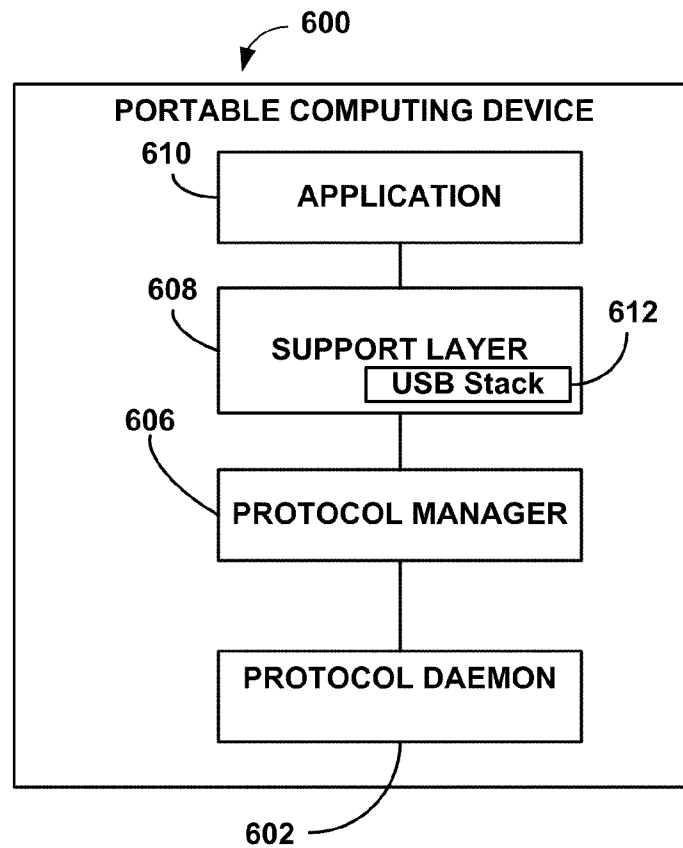 600
PORTABLE COMPUTING DEVICE
610
APPLICATION
608
612
SUPPORT LAYER
USB Stack
606
PROTOCOL MANAGER
PROTOCOL DAEMON
602